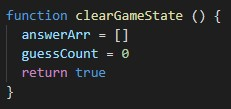 function clearGameState () {
  answerArr = []
  guessCount = 0
  return true
}